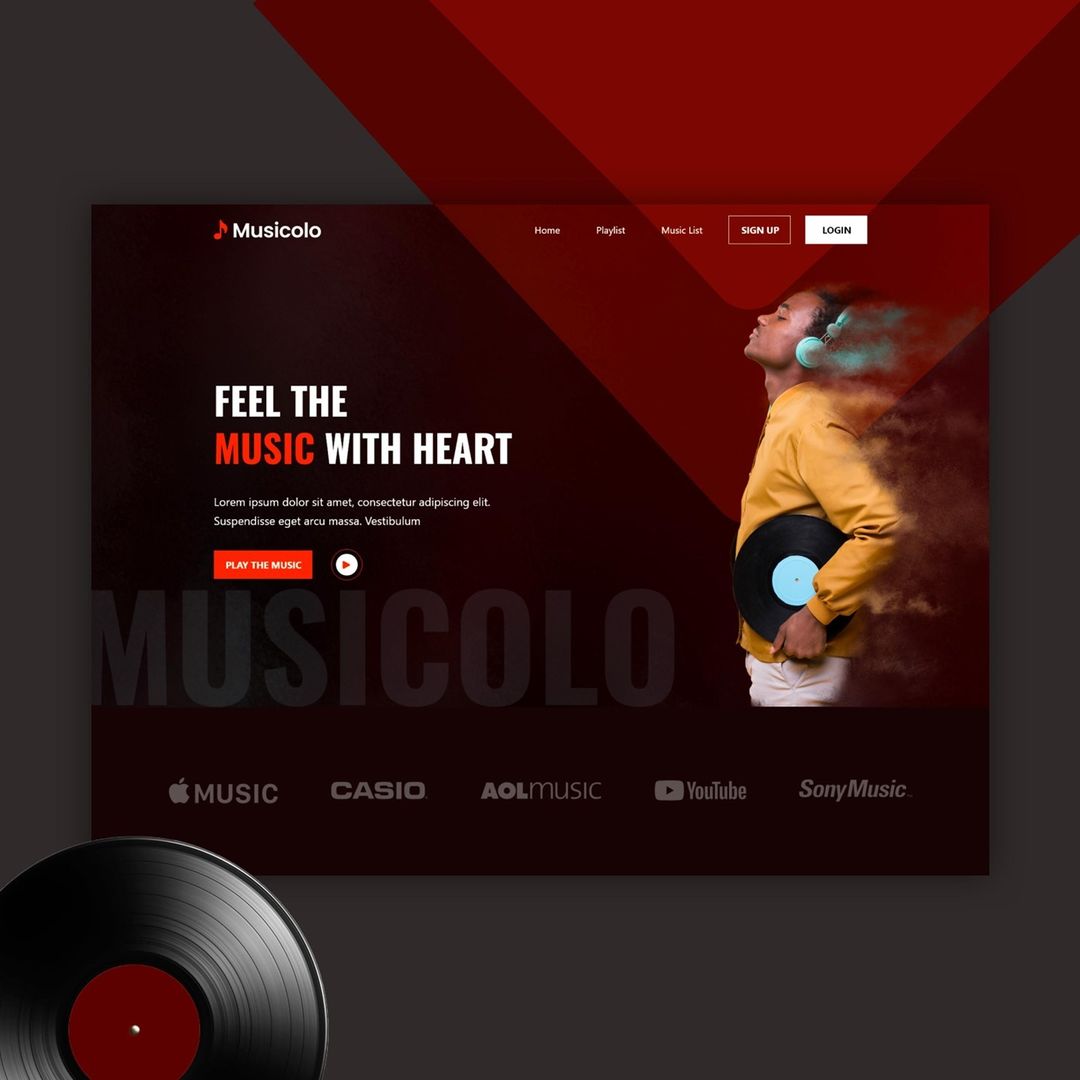 Musicolo
Home Playlist Music List SIGN UP LOGIN
FEEL THE
MUSIC WITH HEART
Lorem ipsum dolor sit amet, consectetur adipiscing elit.
Suspendisse eget arcu massa. Vestibulum
PLAY THE MUSIC
MUSICOLO
MUSIC CASIO AOLMUSIC YouTube SonyMusic